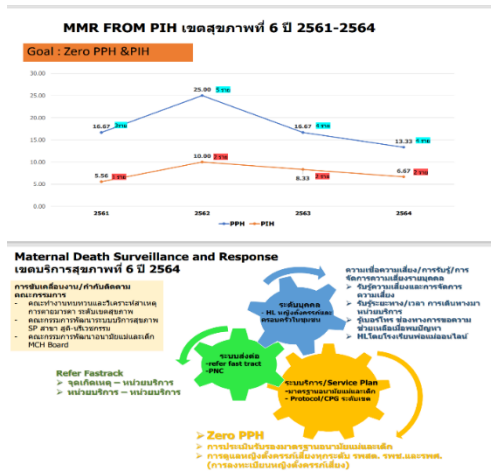 MMR FROM PIH เขตสุขภาพที่ 6 ปี 2561-2564
Goal : Zero PPH &PIH
30.00
25.00
20.00
15.00
10.00
5.00
0.00
16.67 3ราย
25.00 5 ราย
16.67 4 ราย
13.33 4 ราย
5.56 1 ราย
10.00 2 ราย
8.33 2 ราย
6.67 2 ราย
2561 2562 2563 2564
PPH PIH
Maternal Death Surveillance and Response
เขตบริการสุขภาพที่ 6 ปี 2564
การขับเคลื่อนงาน/กำกับติดตาม
คณะกรรมการ
- คณะทำงานทบทวนและวิเคราะห์สาเหตุ
การตายมารดา ระดับเขตสุขภาพ
- คณะกรรมการพัฒนาระบบบริการสุขภาพ
SP สาขา สูติ-นรีเวชกรรม
- คณะกรรมการพัฒนาอนามัยแม่และเด็ก
MCH Board
ระดับบุคคล
- HL หญิงตั้งครรภ์และ
ครอบครัวในชุมชน
ความเชื่อความเสี่ยง/การรับรู้/การ
จัดการความเสี่ยงรายบุคคล
➢ รับรู้ความเสี่ยงและการจัดการ
ความเสี่ยง
➢ รับรู้ระยะทาง/เวลา การเดินทางมา
หน่วยบริการ
➢ รู้เบอร์โทร ช่องทางการขอความ
ช่วยเหลือเมื่อพบปัญหา
➢ HLโดยโรงเรียนพ่อแม่ออนไลน์
ระบบส่งต่อ
-refer fast tract
-PNC
ระบบบริการ/Service Plan
-มาตรฐานอนามัยแม่และเด็ก
- Protocol/CPG ระดับเขต
Refer Fastrack
➢ จุดเกิดเหตุ – หน่วยบริการ
➢ หน่วยบริการ – หน่วยบริการ
➢ Zero PPH
➢ การประเมินรับรองมาตรฐานอนามัยแม่และเด็ก
➢ การดูแลหญิงตั้งครรภ์เสี่ยงทุกระดับ รพสต. รพช.และรพศ.
(การลงทะเบียนหญิงตั้งครรภ์เสี่ยง)